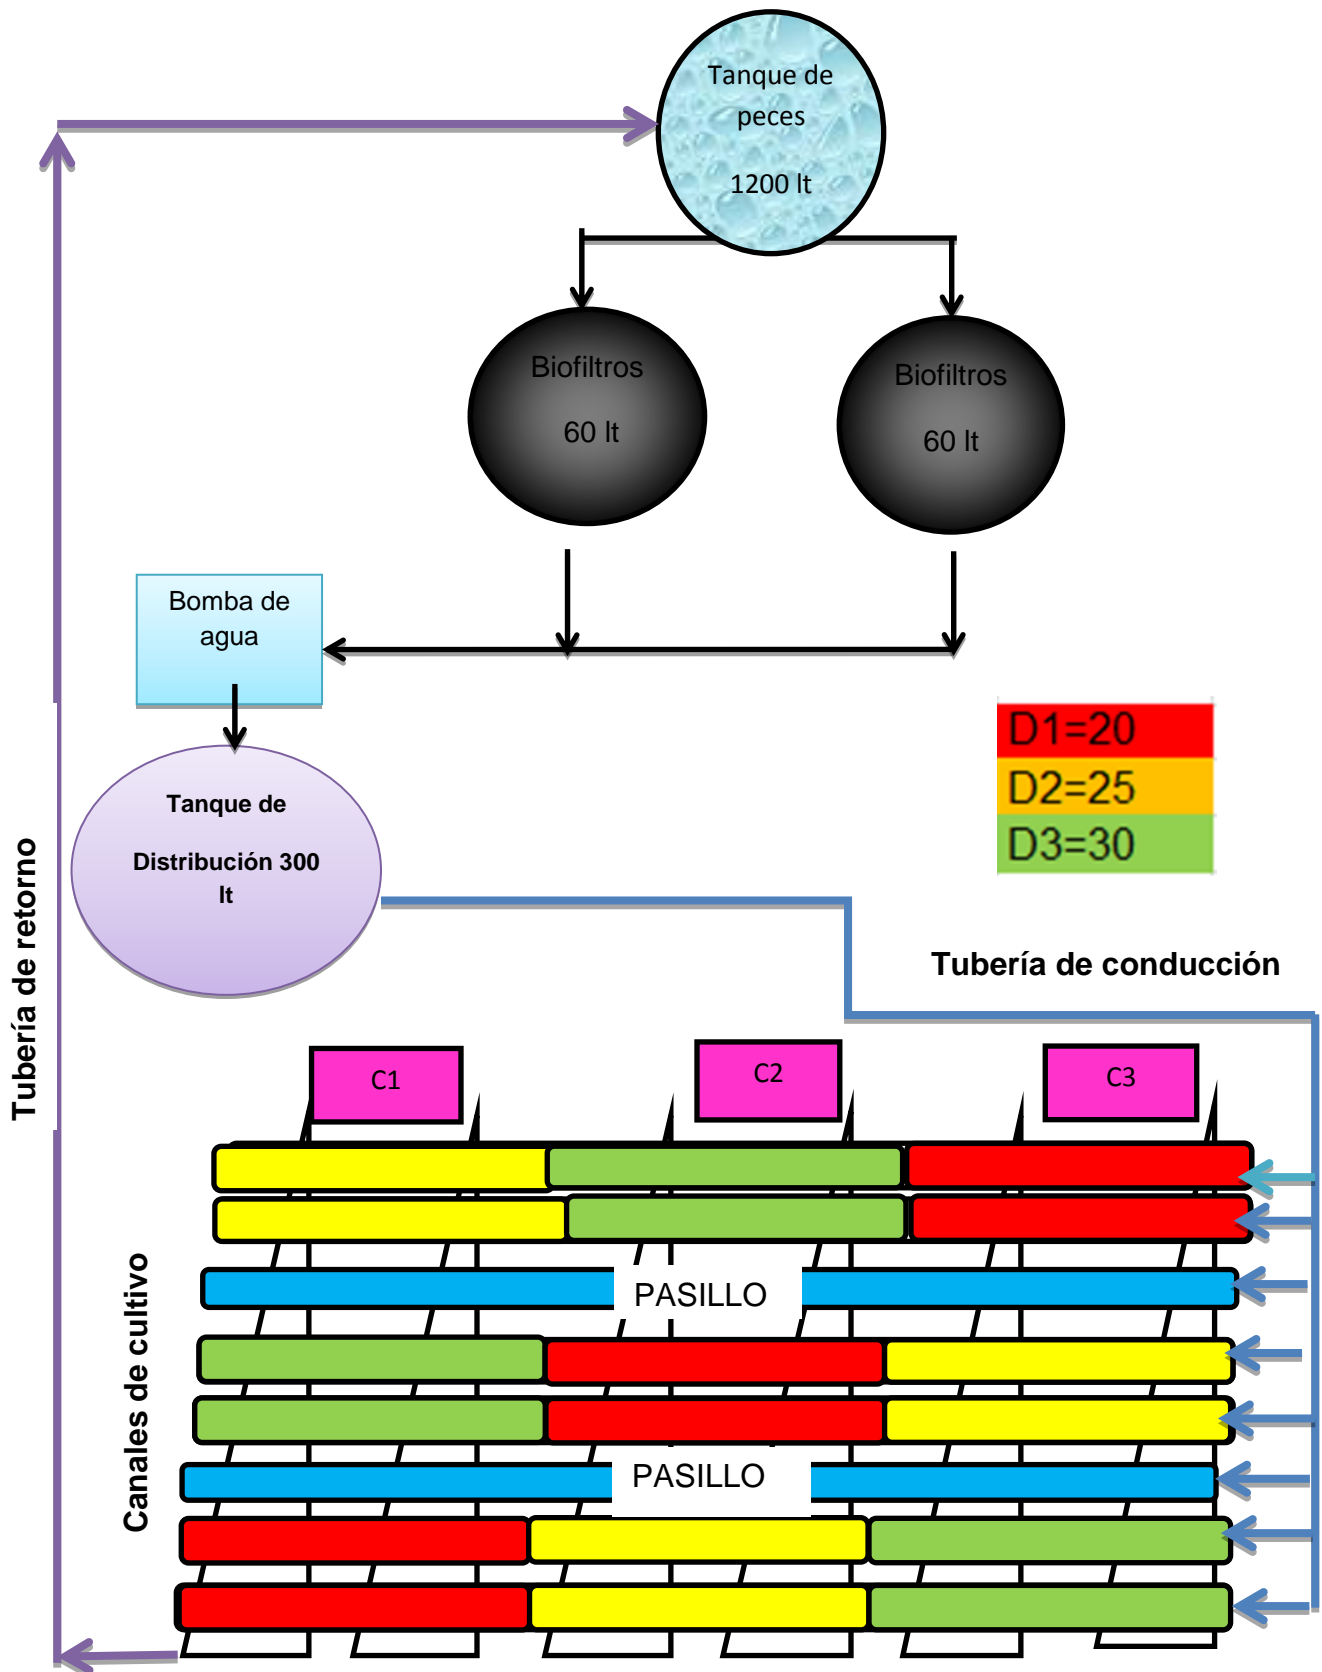 Tanque de
peces
1200 lt
Biofiltros
60 lt
Biofiltros
60 lt
Bomba de
agua
D1=20
D2=25
D3=30
Tanque de
Distribución 300
lt
Tubería de retorno
Tubería de conducción
C1
C2
C3
Canales de cultivo
PASILLO
PASILLO